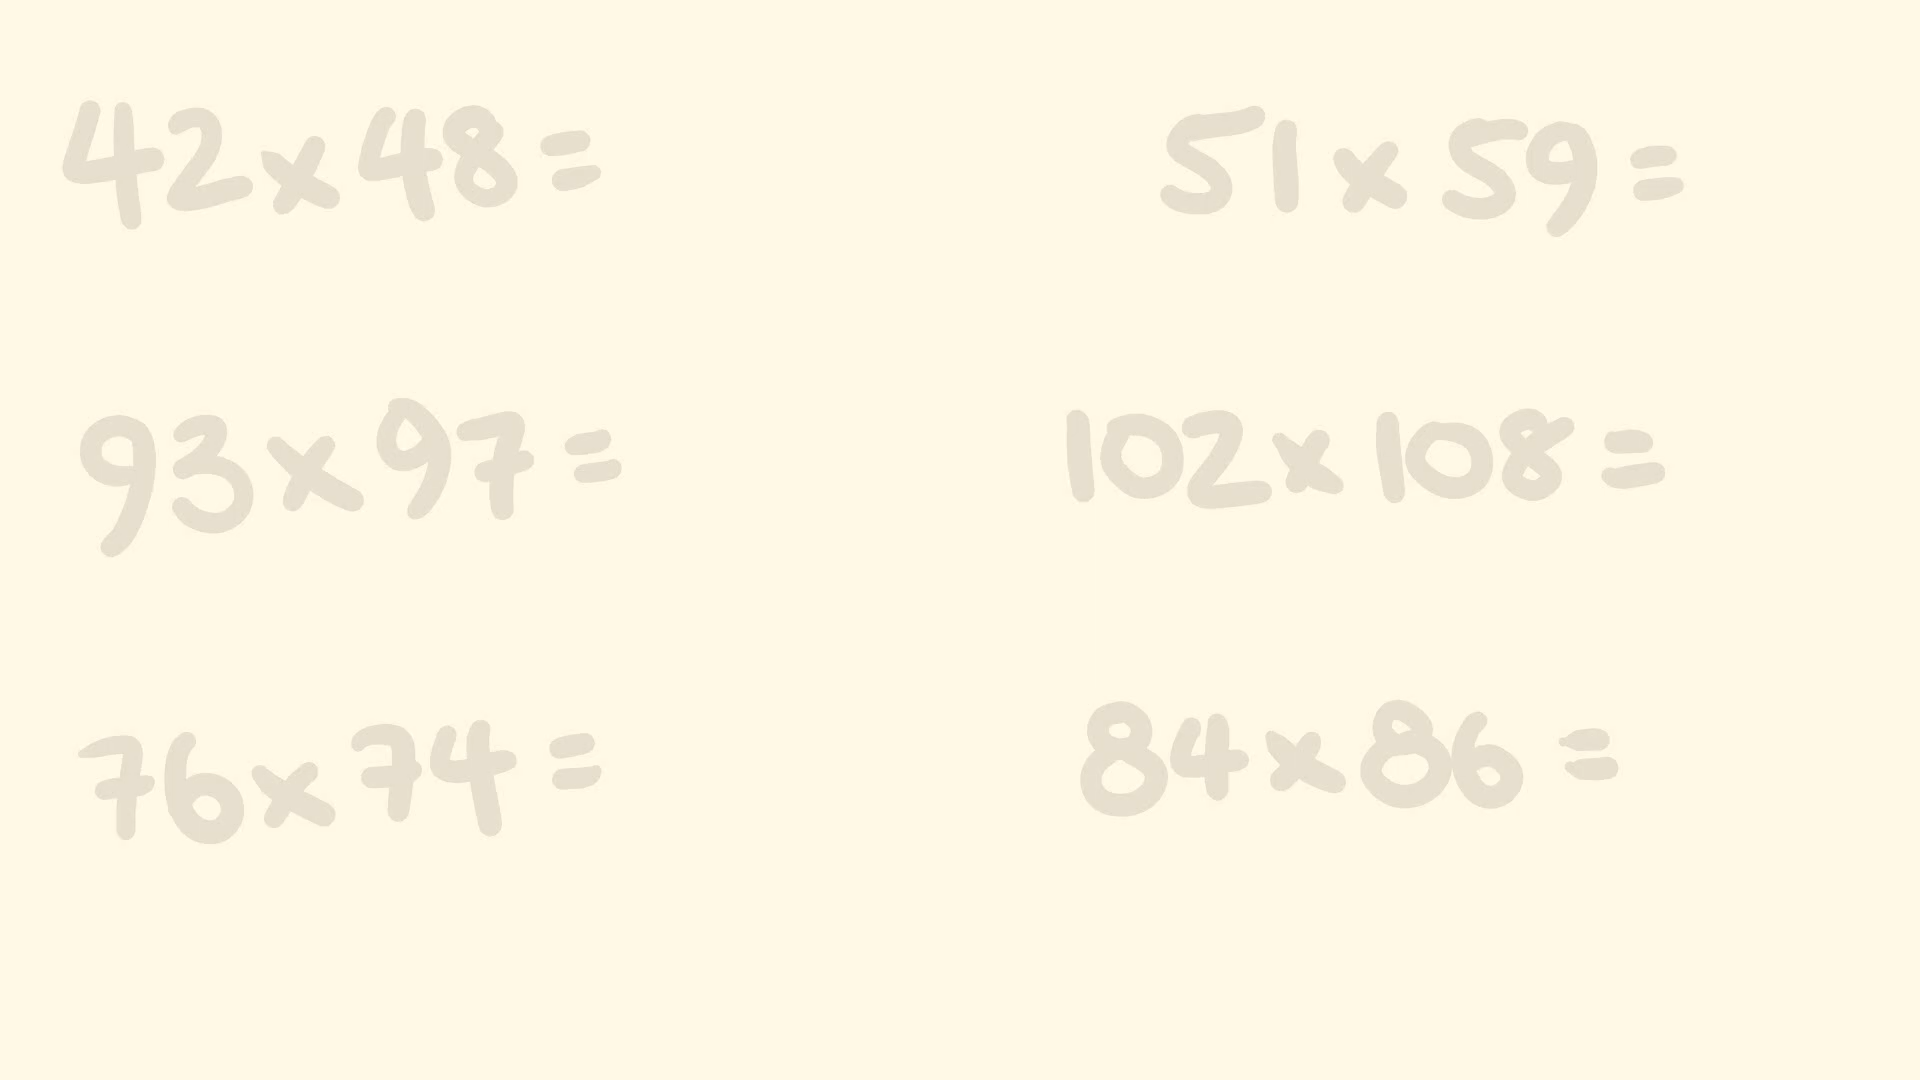 42x48=
51x59=
93x97=
102x108=
76x74=
84x86=